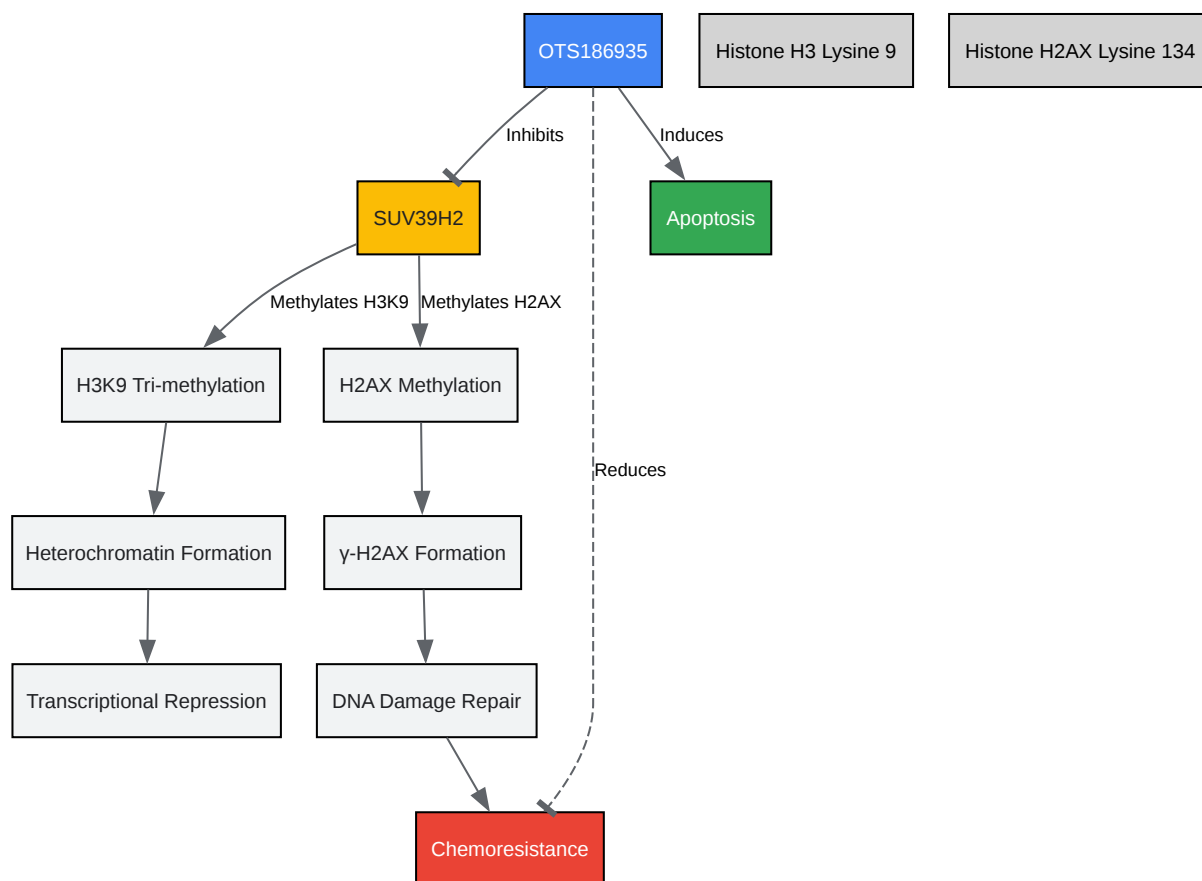 OTS186935
Histone H3 Lysine 9
Histone H2AX Lysine 134
Inhibits
Induces
SUV39H2
Apoptosis
Methylates H3K9
Methylates H2AX
H3K9 Tri-methylation
H2AX Methylation
Reduces
Heterochromatin Formation
γ-H2AX Formation
Transcriptional Repression
DNA Damage Repair
Chemoresistance